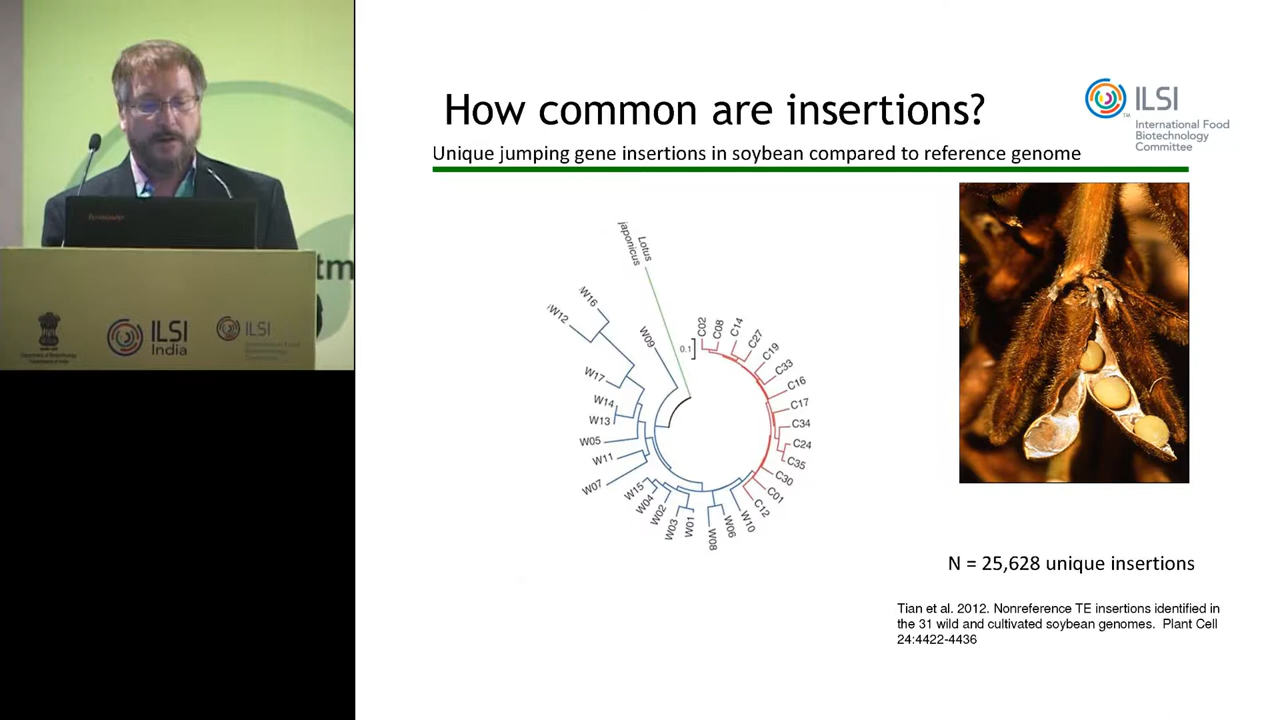 How common are insertions?
Unique jumping gene insertions in soybean compared to reference genome
ILSI
TM
International Food
Biotechnology
Committee
Lotus
japonicus
W16
W12
W09
W17
W14
W13
W05
W11
W07
W15
W04
W02
W03
W01
W08
W06
W10
C12
C01
C30
C35
C24
C34
C17
C16
C33
C19
C27
C14
C08
C02
0.1
N = 25,628 unique insertions
Tian et al. 2012. Nonreference TE insertions identified in
the 31 wild and cultivated soybean genomes. Plant Cell
24:4422-4436
tm
ILSI
India
ILSI
International Food
Biotechnology
Committee